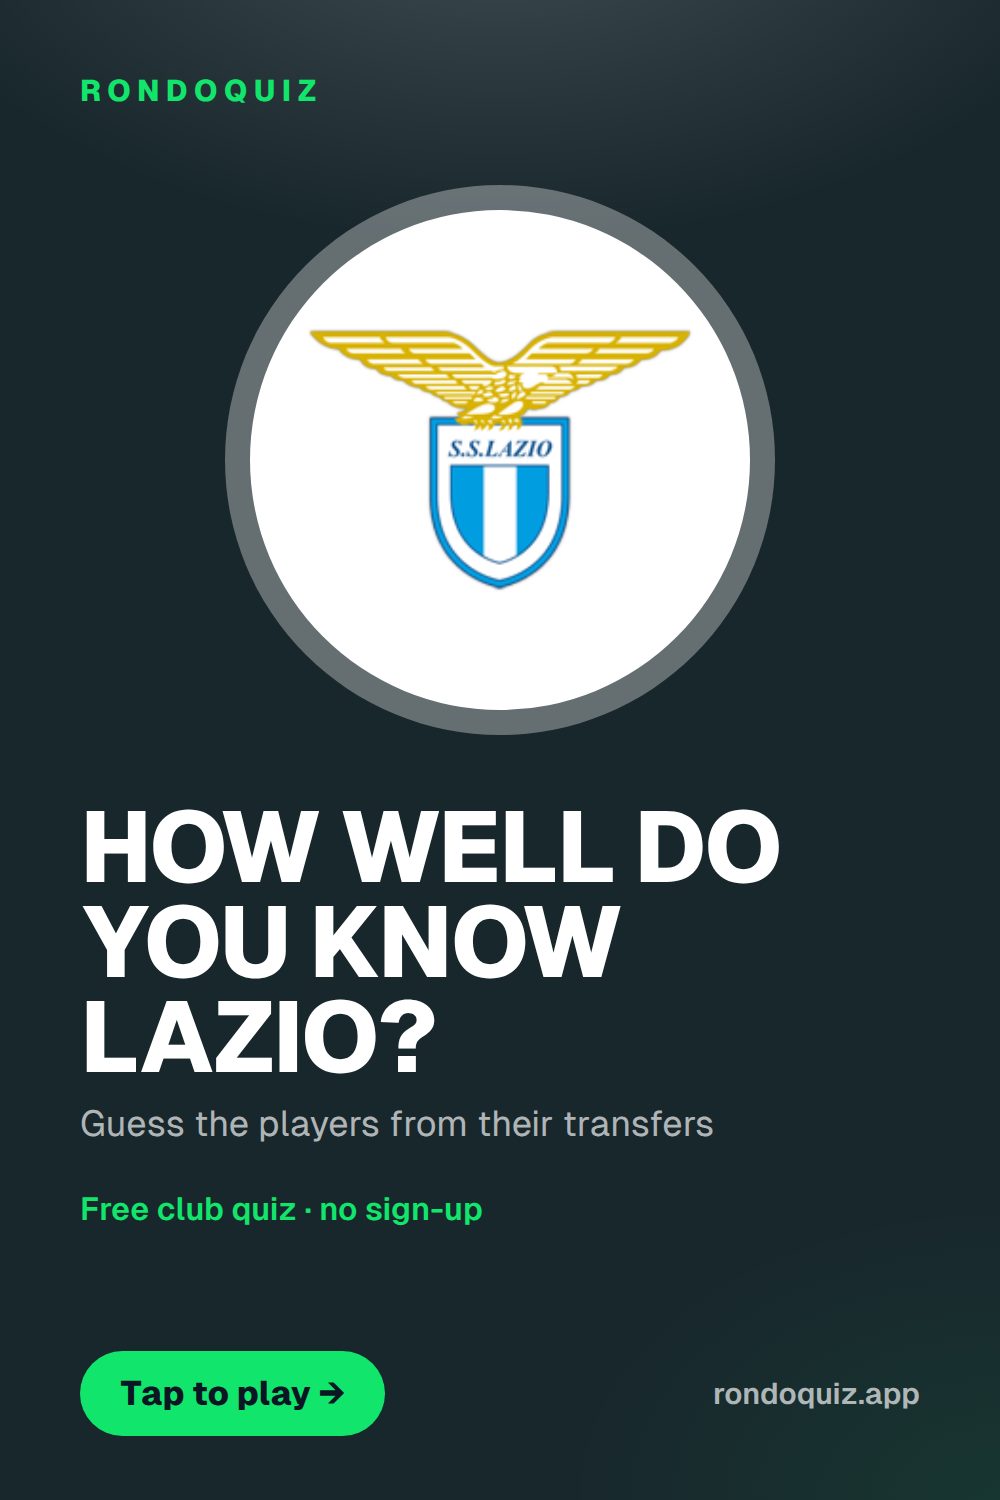 RONDOQUIZ
S.S.LAZIO
HOW WELL DO
YOU KNOW
LAZIO?
Guess the players from their transfers
Free club quiz · no sign-up
Tap to play →
rondoquiz.app